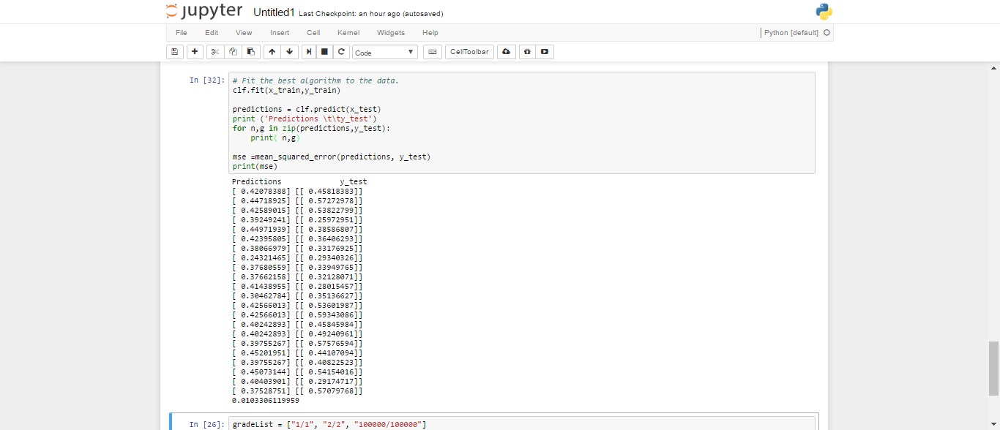 jupyter Untitled1 Last Checkpoint: an hour ago (autosaved)
File Edit View Insert Cell Kernel Widgets Help Python [default]
Code CellToolbar
In [32]: # Fit the best algorithm to the data.
clf.fit(x_train,y_train)
predictions = clf.predict(x_test)
print ('Predictions \t\ty_test')
for n,g in zip(predictions,y_test):
    print( n,g)
mse =mean_squared_error(predictions, y_test)
print(mse)
Predictions y_test
[ 0.42078388] [[ 0.45818383]]
[ 0.44718925] [[ 0.57272978]]
[ 0.42589015] [[ 0.53822799]]
[ 0.39249241] [[ 0.25972951]]
[ 0.44971939] [[ 0.38586807]]
[ 0.42395805] [[ 0.36406293]]
[ 0.38066979] [[ 0.33176925]]
[ 0.24321465] [[ 0.29340326]]
[ 0.37680559] [[ 0.33949765]]
[ 0.37662158] [[ 0.32128071]]
[ 0.41438955] [[ 0.28015457]]
[ 0.30462784] [[ 0.35136627]]
[ 0.42566013] [[ 0.53601987]]
[ 0.42566013] [[ 0.59343086]]
[ 0.40242893] [[ 0.45845984]]
[ 0.40242893] [[ 0.49240961]]
[ 0.39755267] [[ 0.57576594]]
[ 0.45201951] [[ 0.44107094]]
[ 0.39755267] [[ 0.40822523]]
[ 0.45073144] [[ 0.54154016]]
[ 0.40403901] [[ 0.29174717]]
[ 0.37528751] [[ 0.57079768]]
0.0103306119959
In [26]: gradeList = ["1/1", "2/2", "100000/100000"]